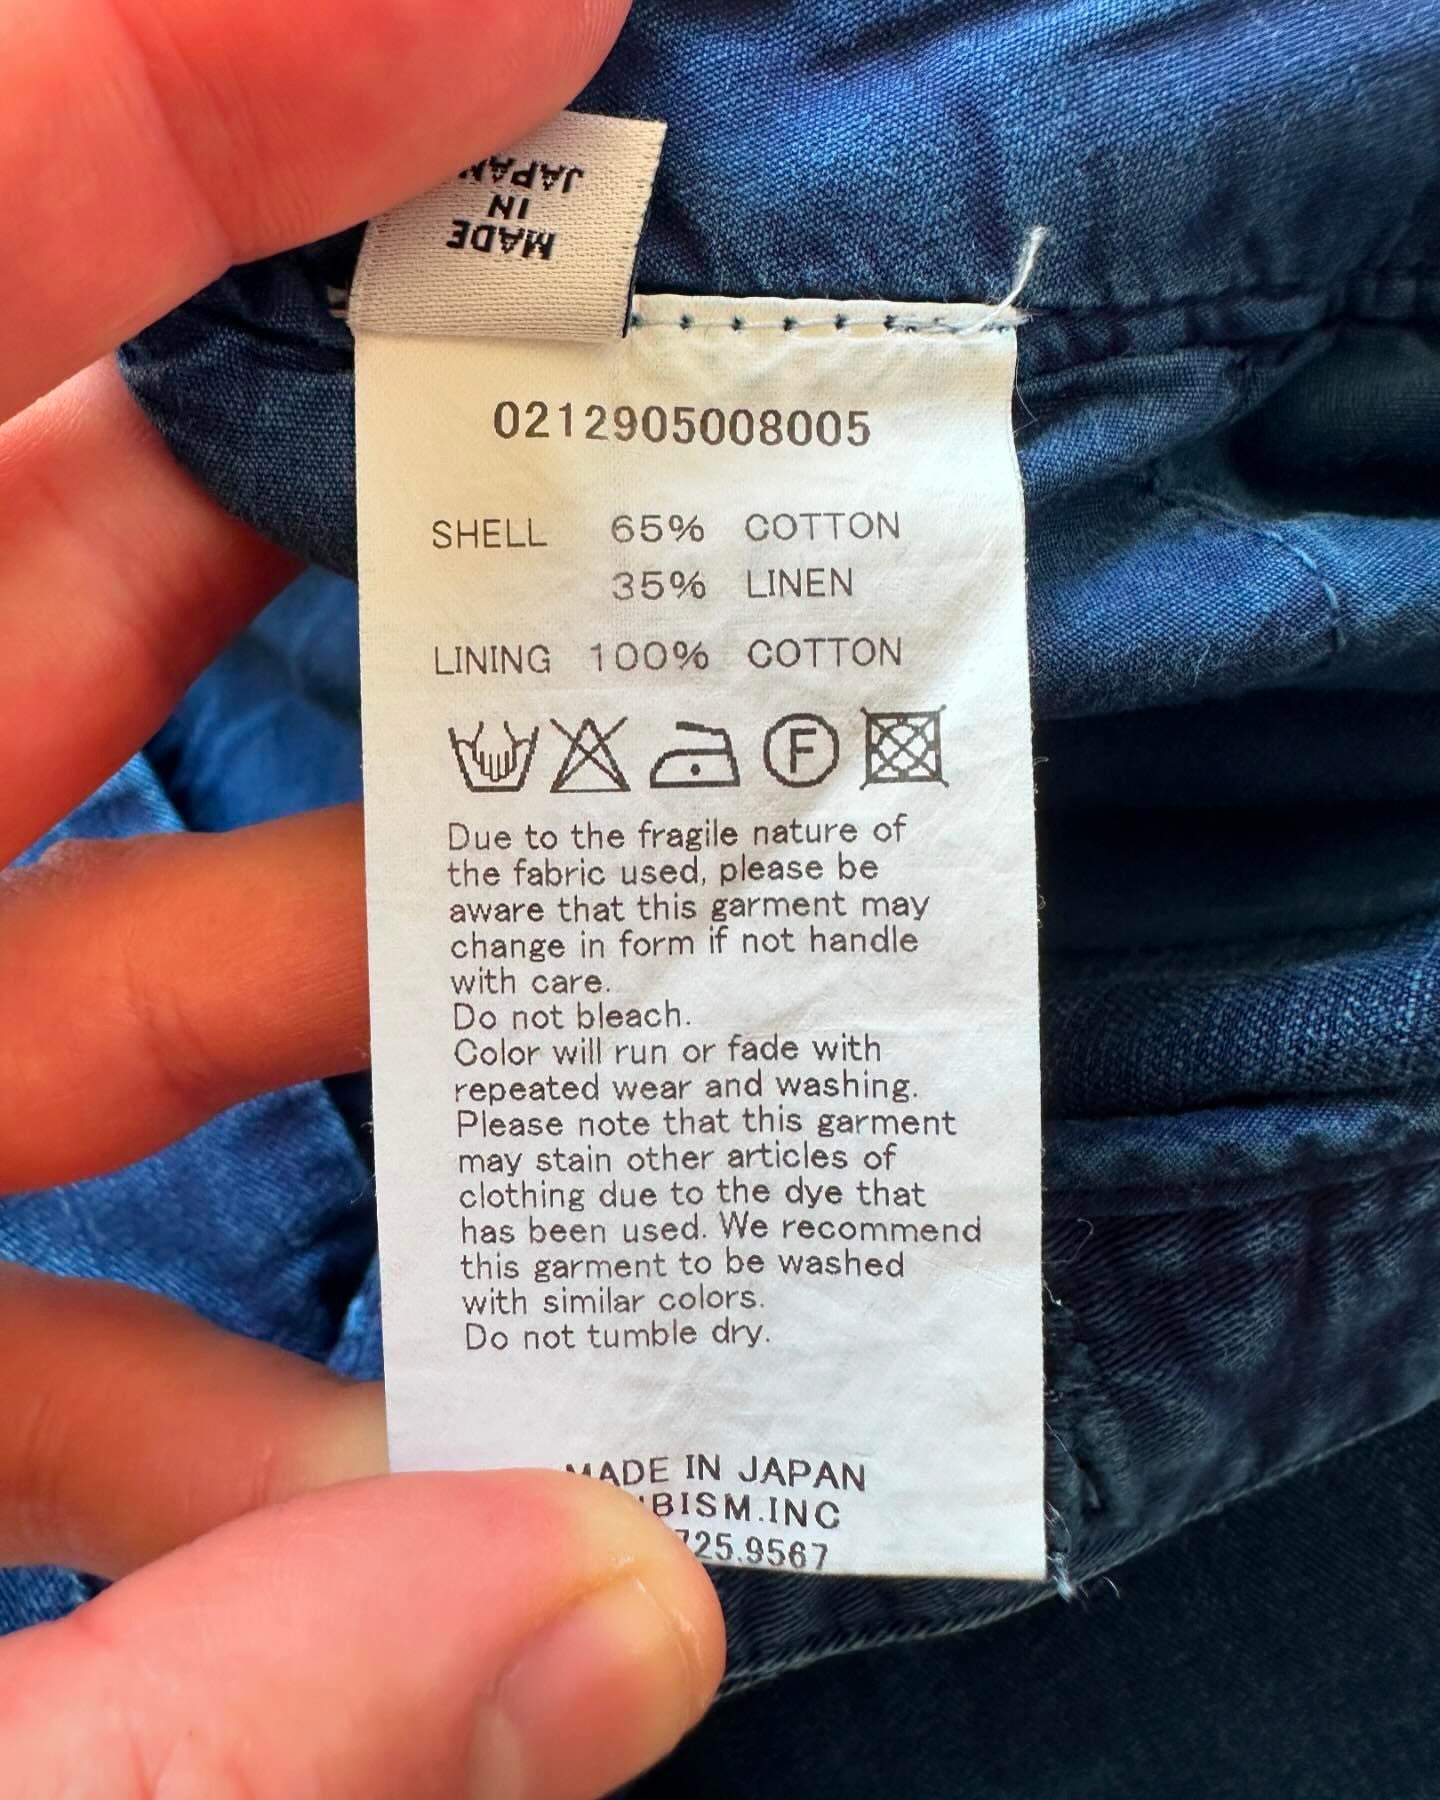 MADE
IN
JAPAN
0212905008005
SHELL 65% COTTON
35% LINEN
LINING 100% COTTON
F
Due to the fragile nature of
the fabric used, please be
aware that this garment may
change in form if not handle
with care.
Do not bleach.
Color will run or fade with
repeated wear and washing.
Please note that this garment
may stain other articles of
clothing due to the dye that
has been used. We recommend
this garment to be washed
with similar colors.
Do not tumble dry.
MADE IN JAPAN